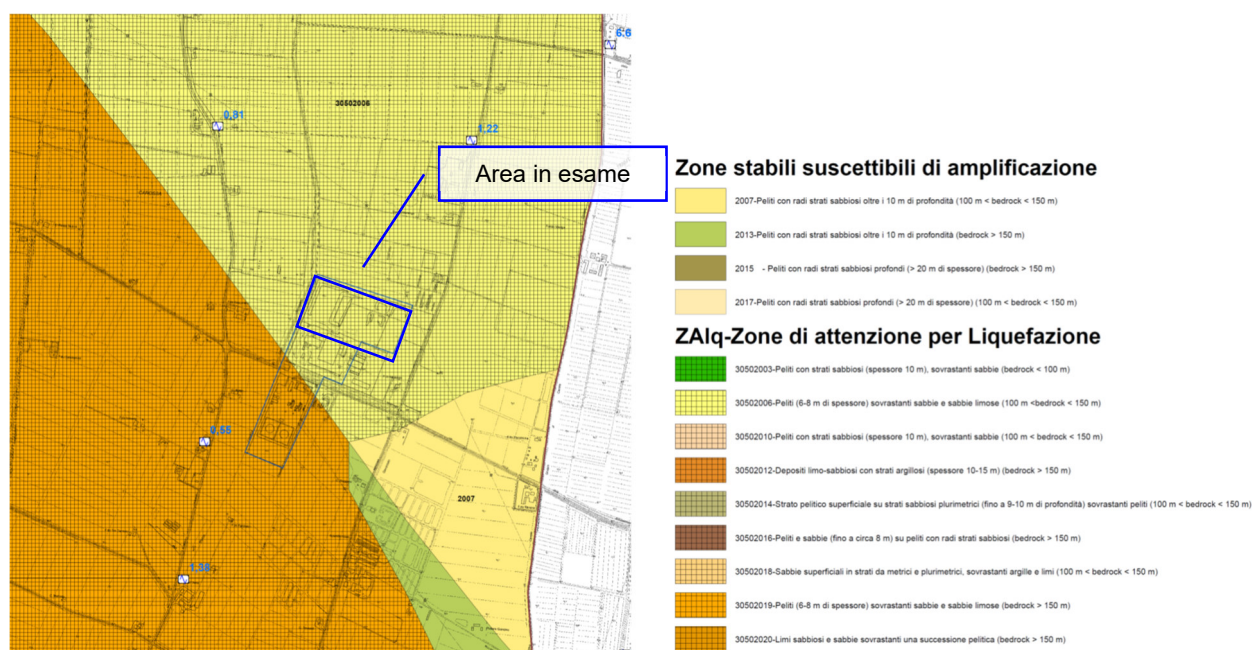 6.6
0,81
30502006
1,22
Area in esame
2007
1,38
Zone stabili suscettibili di amplificazione
2007-Peliti con radi strati sabbiosi oltre i 10 m di profondità (100 m < bedrock < 150 m)
2013-Peliti con radi strati sabbiosi oltre i 10 m di profondità (bedrock > 150 m)
2015 - Peliti con radi strati sabbiosi profondi (> 20 m di spessore) (bedrock > 150 m)
2017-Peliti con radi strati sabbiosi profondi (> 20 m di spessore) (100 m < bedrock < 150 m)
ZAlq-Zone di attenzione per Liquefazione
30502003-Peliti con strati sabbiosi (spessore 10 m), sovrastanti sabbie (bedrock < 100 m)
30502006-Peliti (6-8 m di spessore) sovrastanti sabbie e sabbie limose (100 m <bedrock < 150 m)
30502010-Peliti con strati sabbiosi (spessore 10 m), sovrastanti sabbie (100 m < bedrock < 150 m)
30502012-Depositi limo-sabbiosi con strati argillosi (spessore 10-15 m) (bedrock > 150 m)
30502014-Strato pelitico superficiale su strati sabbiosi plurimetrici (fino a 9-10 m di profondità) sovrastanti peliti (100 m < bedrock < 150 m)
30502016-Peliti e sabbie (fino a circa 8 m) su peliti con radi strati sabbiosi (bedrock > 150 m)
30502018-Sabbie superficiali in strati da metrici e plurimetrici, sovrastanti argille e limi (100 m < bedrock < 150 m)
30502019-Peliti (6-8 m di spessore) sovrastanti sabbie e sabbie limose (bedrock > 150 m)
30502020-Limi sabbiosi e sabbie sovrastanti una successione pelitica (bedrock > 150 m)